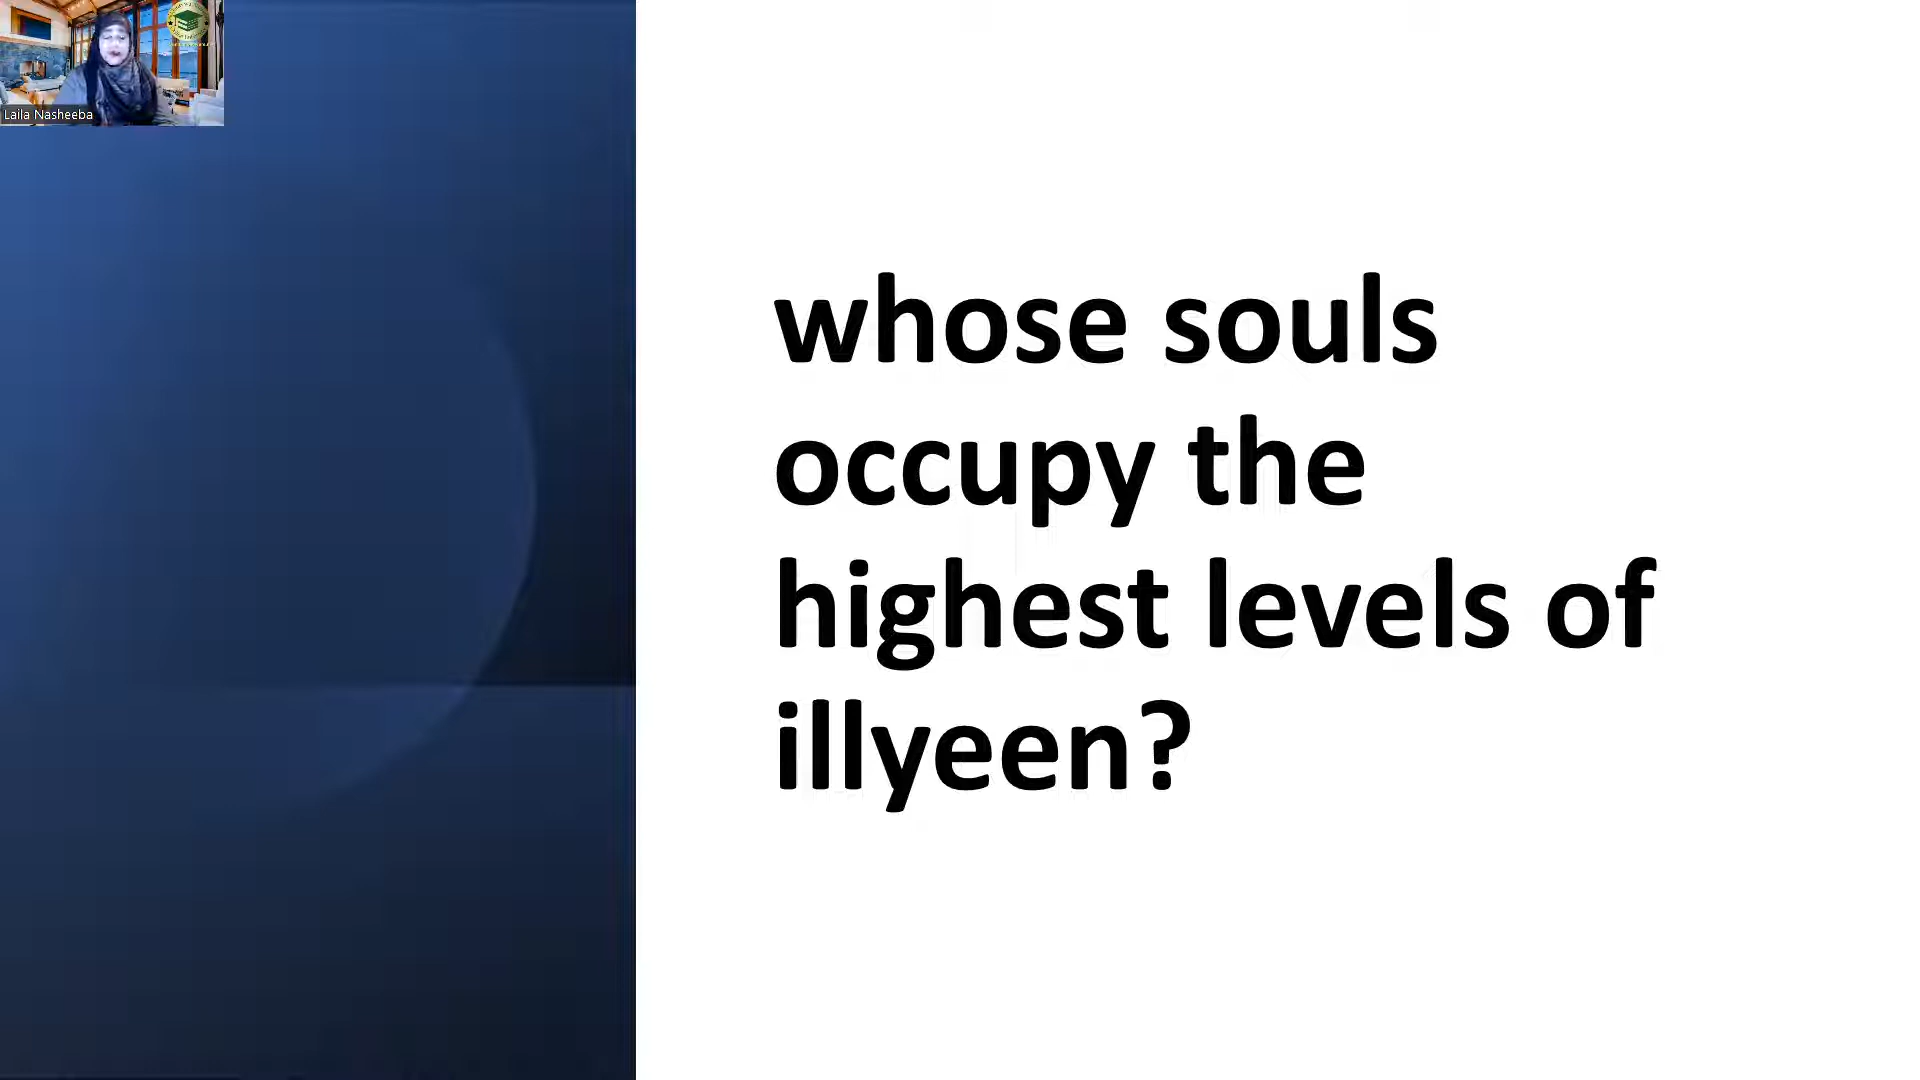 Laila Nasheeba
whose souls
occupy the
highest levels of
illyeen?